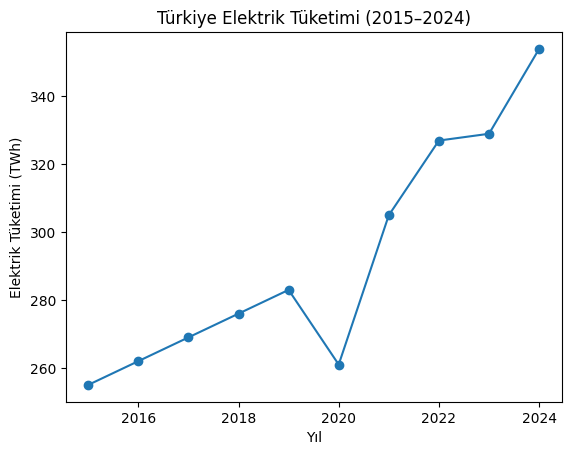 Türkiye Elektrik Tüketimi (2015–2024)
Elektrik Tüketimi (TWh)
340
320
300
280
260
2016 2018 2020 2022 2024
Yıl